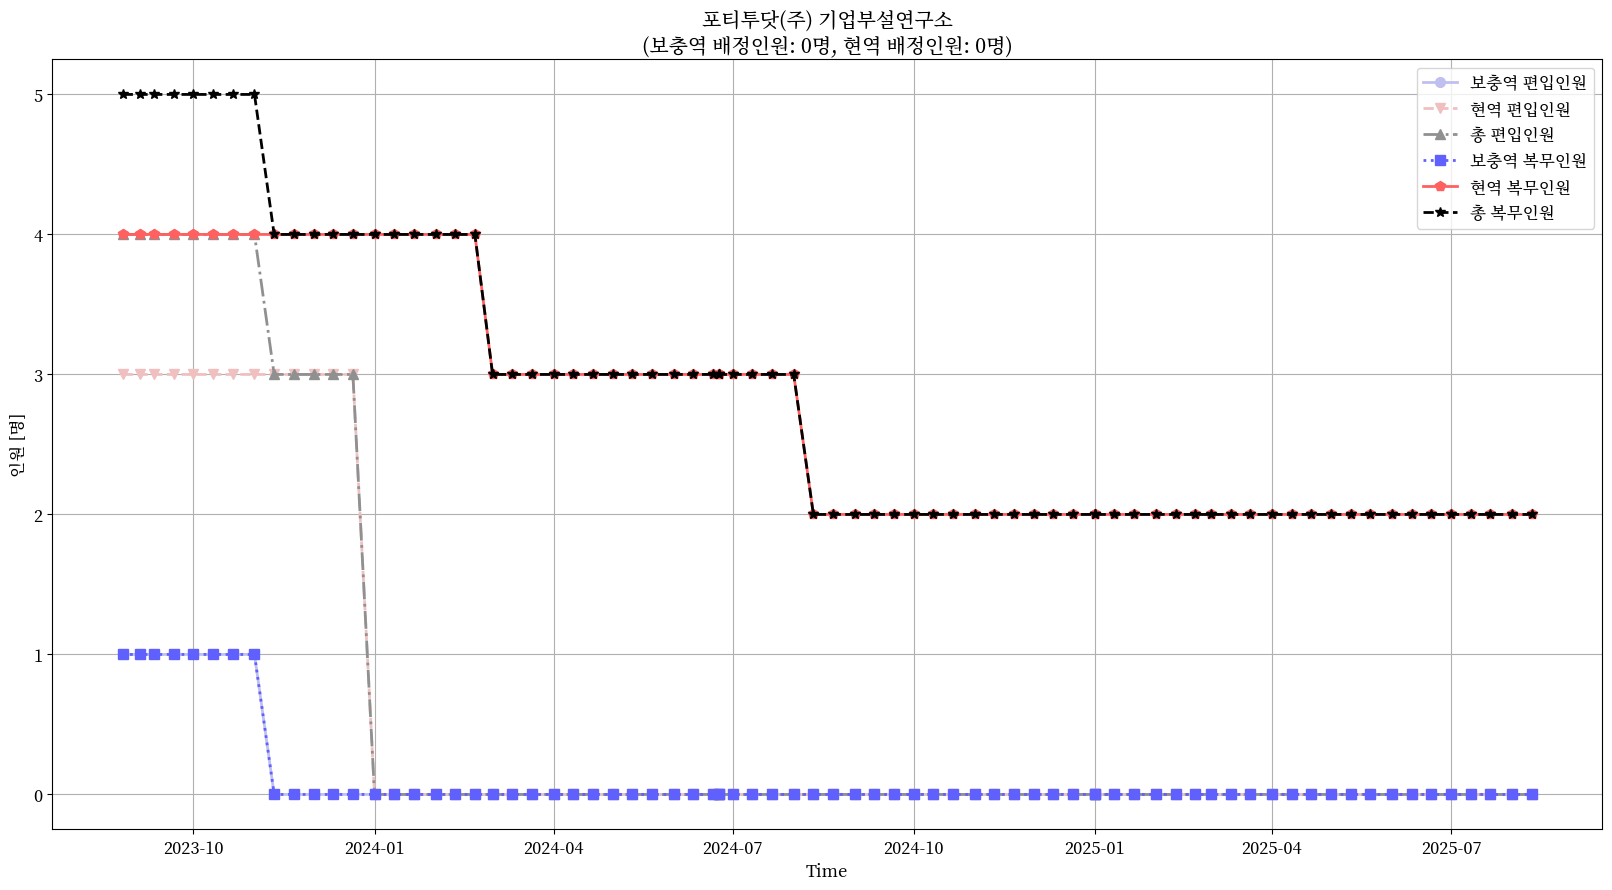 포티투닷(주) 기업부설연구소
(보충역 배정인원: 0명, 현역 배정인원: 0명)
보충역 편입인원
현역 편입인원
총 편입인원
보충역 복무인원
현역 복무인원
총 복무인원
인원 [명]
5
4
3
2
1
0
2023-10
2024-01
2024-04
2024-07
2024-10
2025-01
2025-04
2025-07
Time